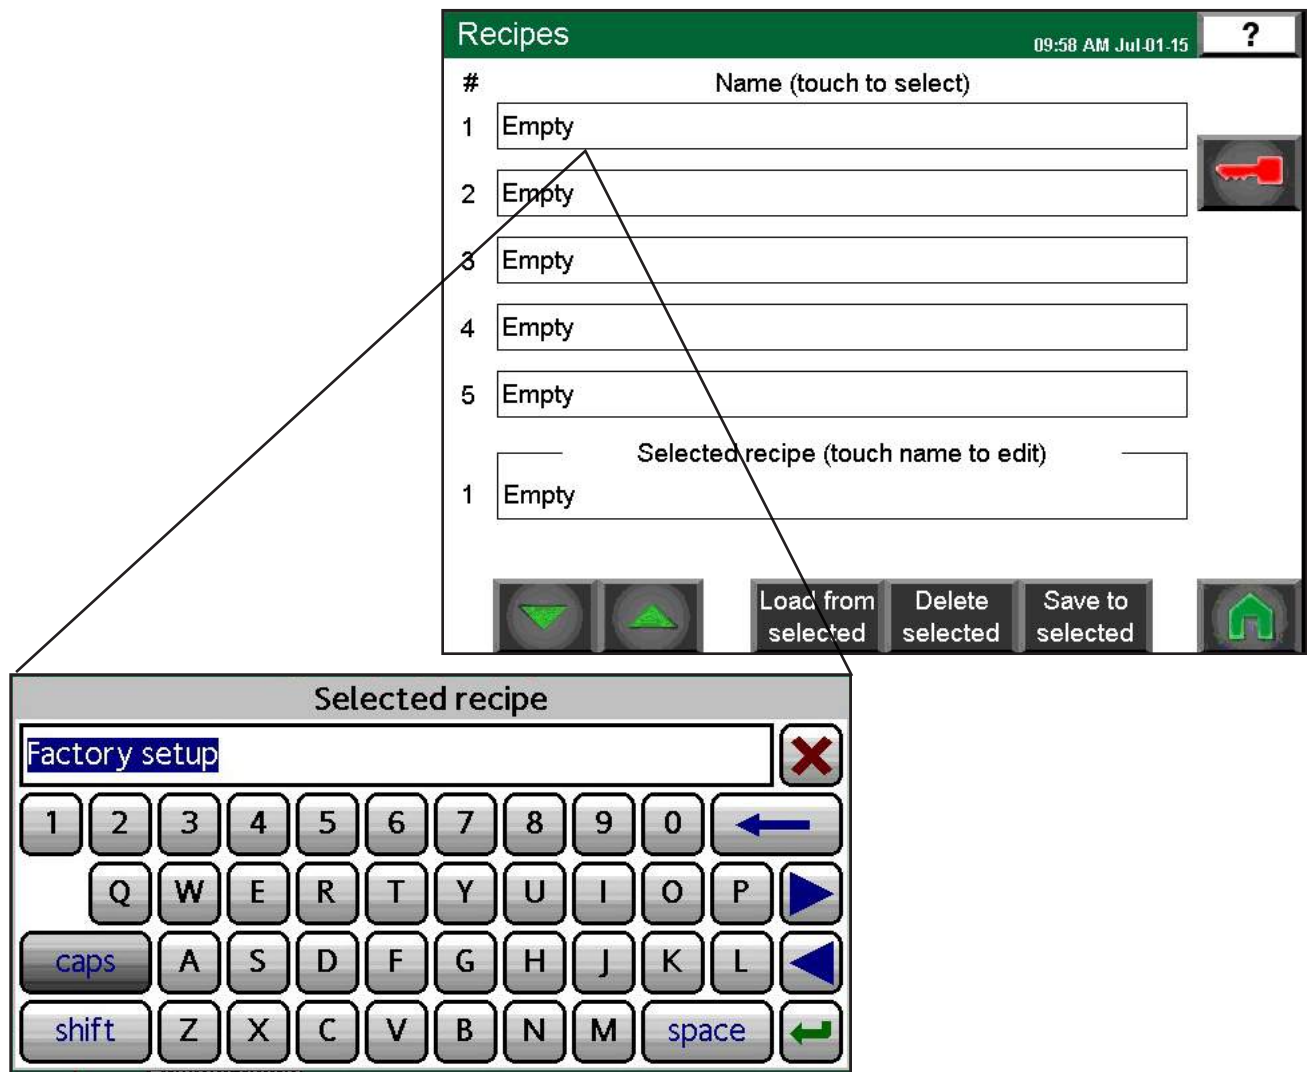 Recipes
09:58 AM Jul-01-15
?
# Name (touch to select)
1 Empty
2 Empty
3 Empty
4 Empty
5 Empty
Selected recipe (touch name to edit)
1 Empty
Load from selected
Delete selected
Save to selected
Selected recipe
Factory setup
1 2 3 4 5 6 7 8 9 0
Q W E R T Y U I O P
caps A S D F G H J K L
shift Z X C V B N M space